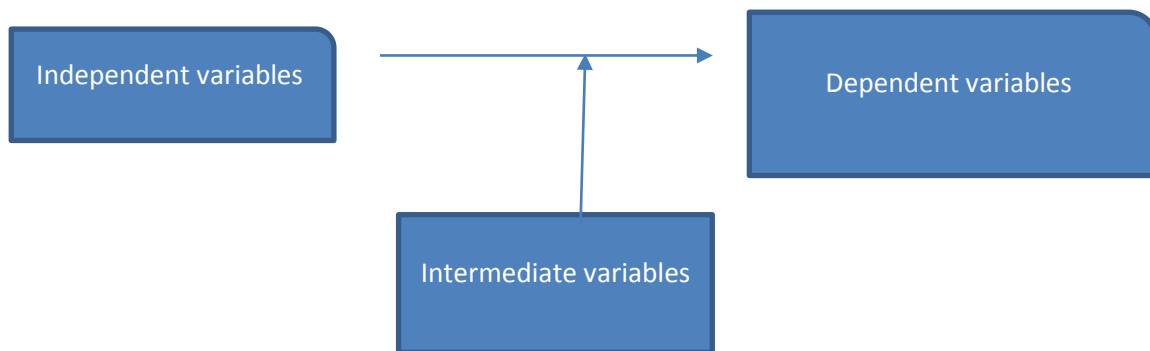 Independent variables
Dependent variables
Intermediate variables